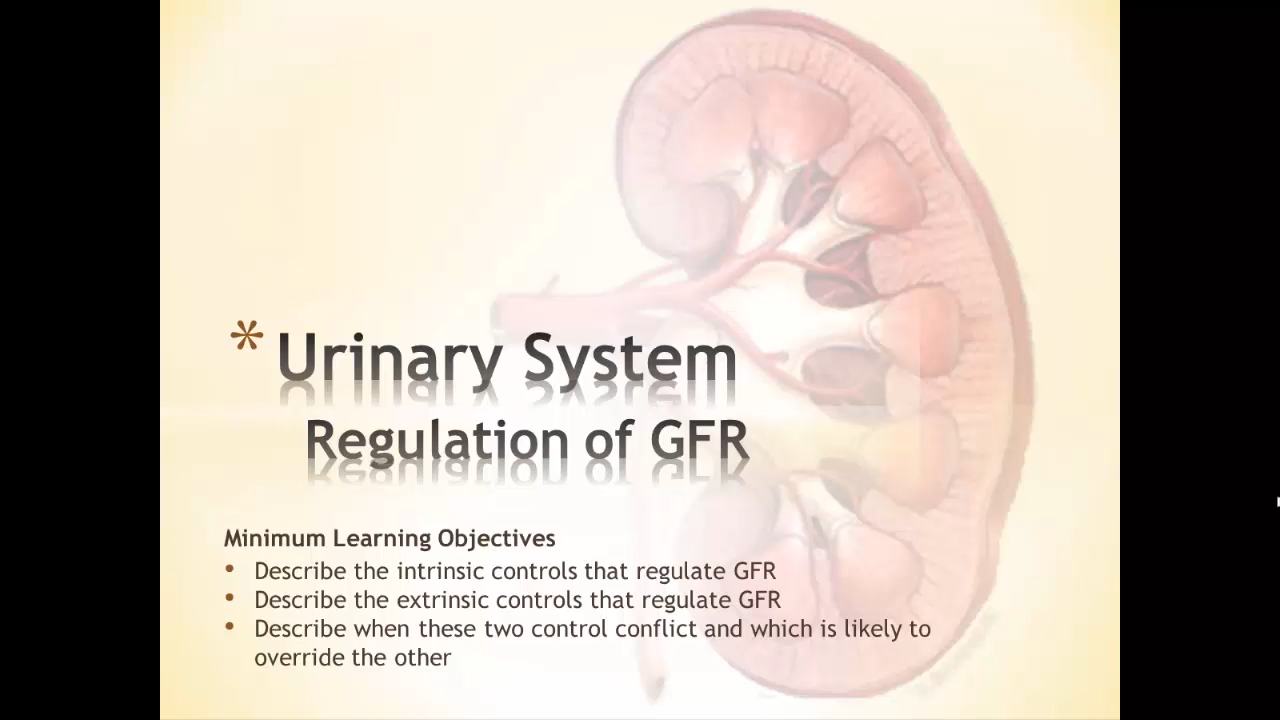 * Urinary System
Regulation of GFR
Minimum Learning Objectives
• Describe the intrinsic controls that regulate GFR
• Describe the extrinsic controls that regulate GFR
• Describe when these two control conflict and which is likely to
override the other